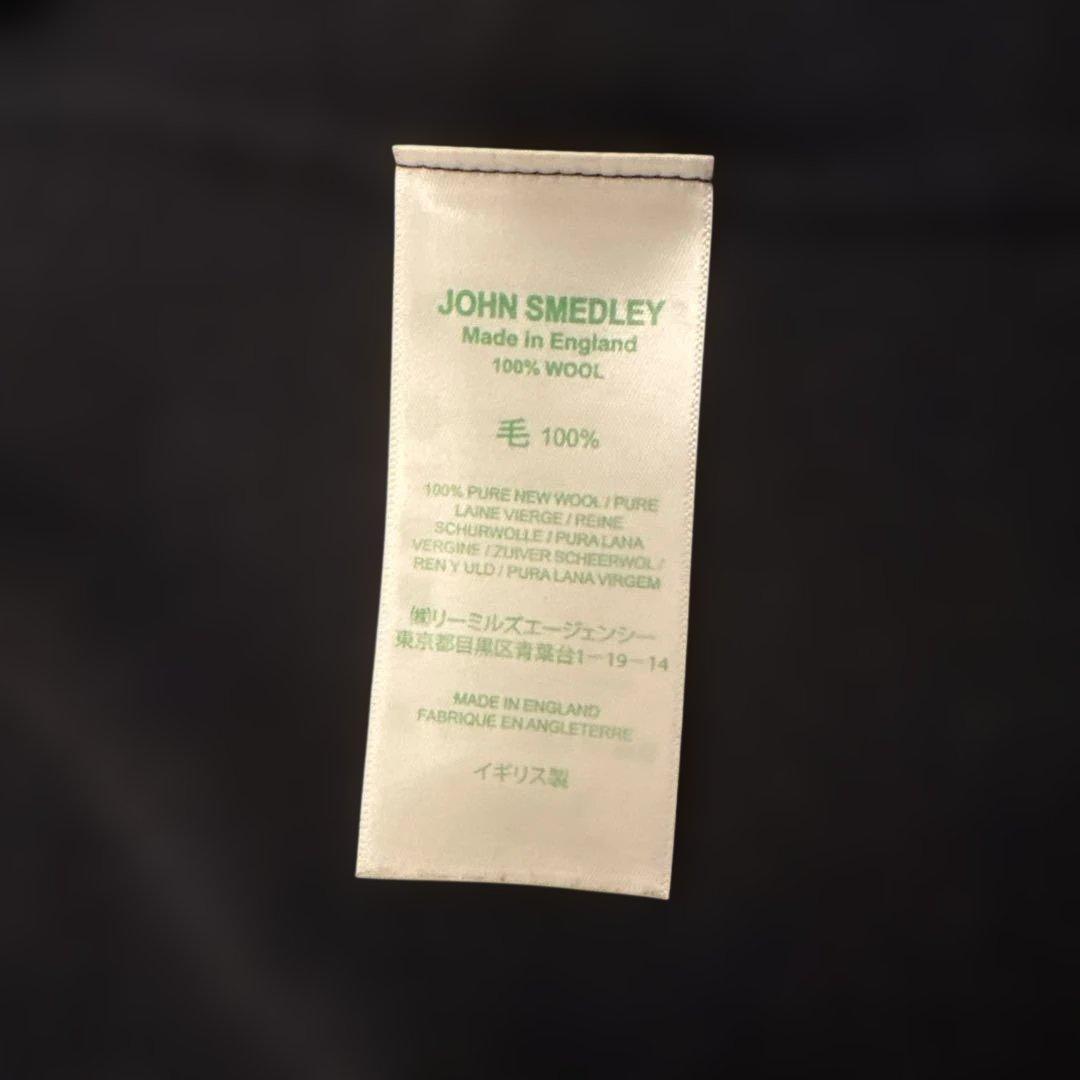 JOHN SMEDLEY
Made in England
100% WOOL
毛 100%
100% PURE NEW WOOL / PURE
LAINE VIERGE / REINE
SCHURWOLLE / PURA LANA
VERGINE / ZUIVER SCHEERWOL /
REN Y ULD / PURA LANA VIRGEM
㈱リーミルズエージェンシー
東京都目黒区青葉台1-19-14
MADE IN ENGLAND
FABRIQUE EN ANGLETERRE
イギリス製